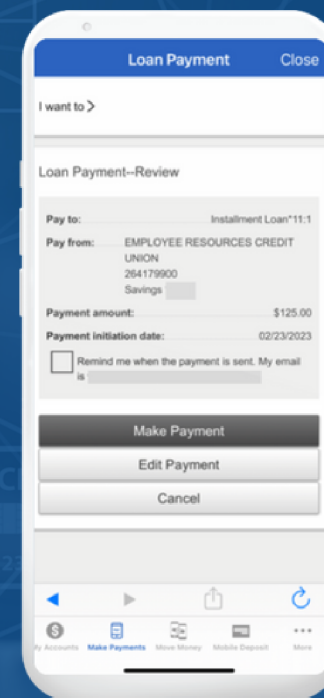 Loan Payment Close
I want to >
Loan Payment--Review
Pay to: Installment Loan*11:1
Pay from: EMPLOYEE RESOURCES CREDIT
UNION
264179900
Savings
Payment amount: $125.00
Payment initiation date: 02/23/2023
Remind me when the payment is sent. My email
is
Make Payment
Edit Payment
Cancel
My Accounts Make Payments Move Money Mobile Deposit More